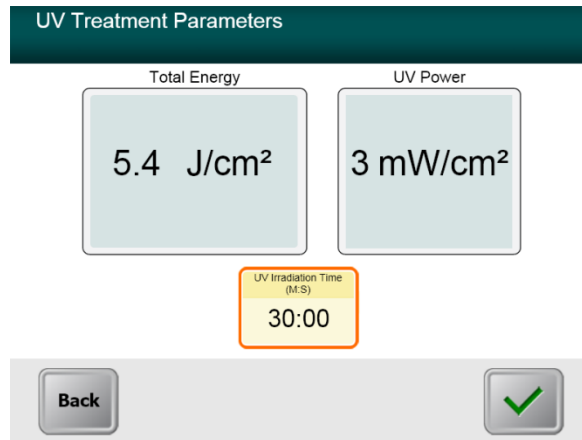 UV Treatment Parameters
Total Energy
UV Power
5.4 J/cm²
3 mW/cm²
UV Irradiation Time
(M:S)
30:00
Back